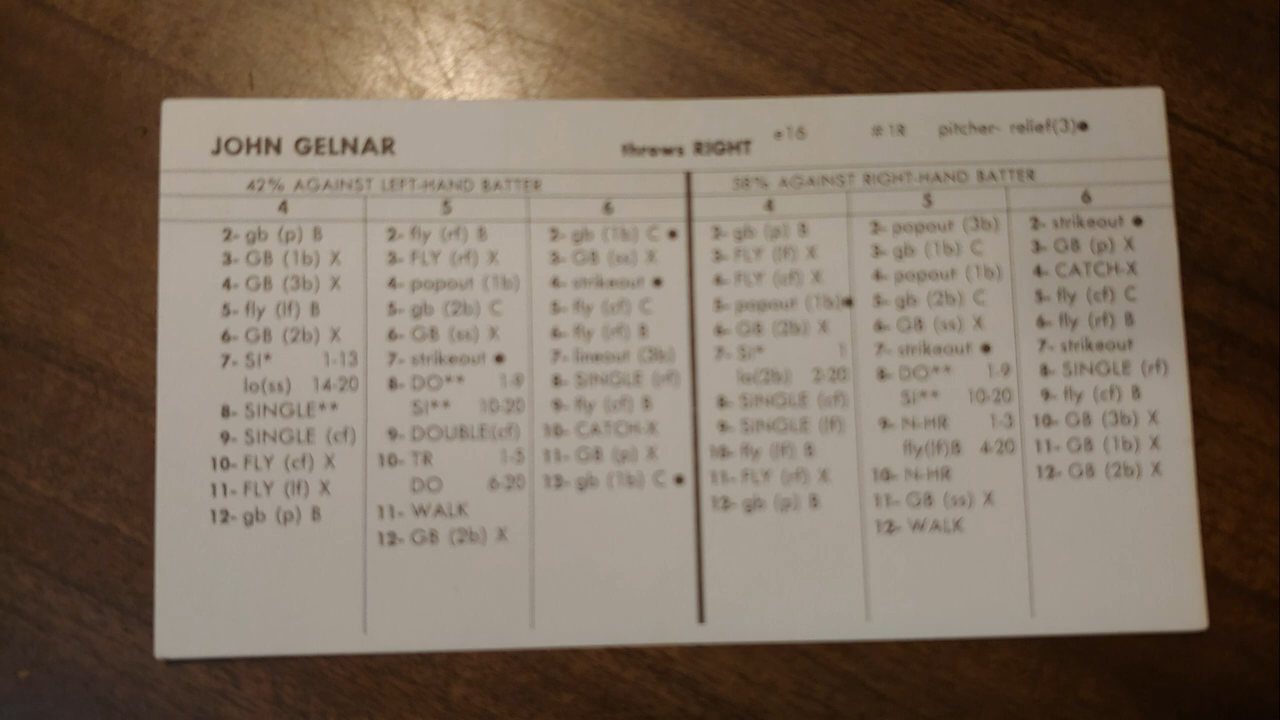 JOHN GELNAR throws RIGHT e16 #1R pitcher- relief(3)●
42% AGAINST LEFT-HAND BATTER
4 5 6
2- gb (p) B
3- GB (1b) X
4- GB (3b) X
5- fly (lf) B
6- GB (2b) X
7- SI* 1-13
lo(ss) 14-20
8- SINGLE**
9- SINGLE (cf)
10- FLY (cf) X
11- FLY (lf) X
12- gb (p) B
2- fly (rf) B
3- FLY (rf) X
4- popout (1b)
5- gb (2b) C
6- GB (ss) X
7- strikeout ●
8- DO** 1-9
SI** 10-20
9- DOUBLE(cf)
10- TR 1-5
DO 6-20
11- WALK
12- GB (2b) X
2- gb (1b) C ●
3- GB (ss) X
4- strikeout ●
5- fly (cf) C
6- fly (rf) B
7- lineout (3b)
8- SINGLE (rf)
9- fly (cf) B
10- CATCH-X
11- GB (p) X
12- gb (1b) C ●
38% AGAINST RIGHT-HAND BATTER
4 5 6
2- gb (p) B
3- FLY (lf) X
4- FLY (cf) X
5- popout (1b)●
6- GB (2b) X
7- SI* 1
lo(2b) 2-20
8- SINGLE (cf)
9- SINGLE (lf)
10- fly (lf) B
11- FLY (rf) X
12- gb (p) B
2- popout (3b)
3- gb (1b) C
4- popout (1b)
5- gb (2b) C
6- GB (ss) X
7- strikeout ●
8- DO** 1-9
SI** 10-20
9- N-HR 1-3
fly(lf)B 4-20
10- N-HR
11- GB (ss) X
12- WALK
2- strikeout ●
3- GB (p) X
4- CATCH-X
5- fly (cf) C
6- fly (rf) B
7- strikeout
8- SINGLE (rf)
9- fly (cf) B
10- GB (3b) X
11- GB (1b) X
12- GB (2b) X